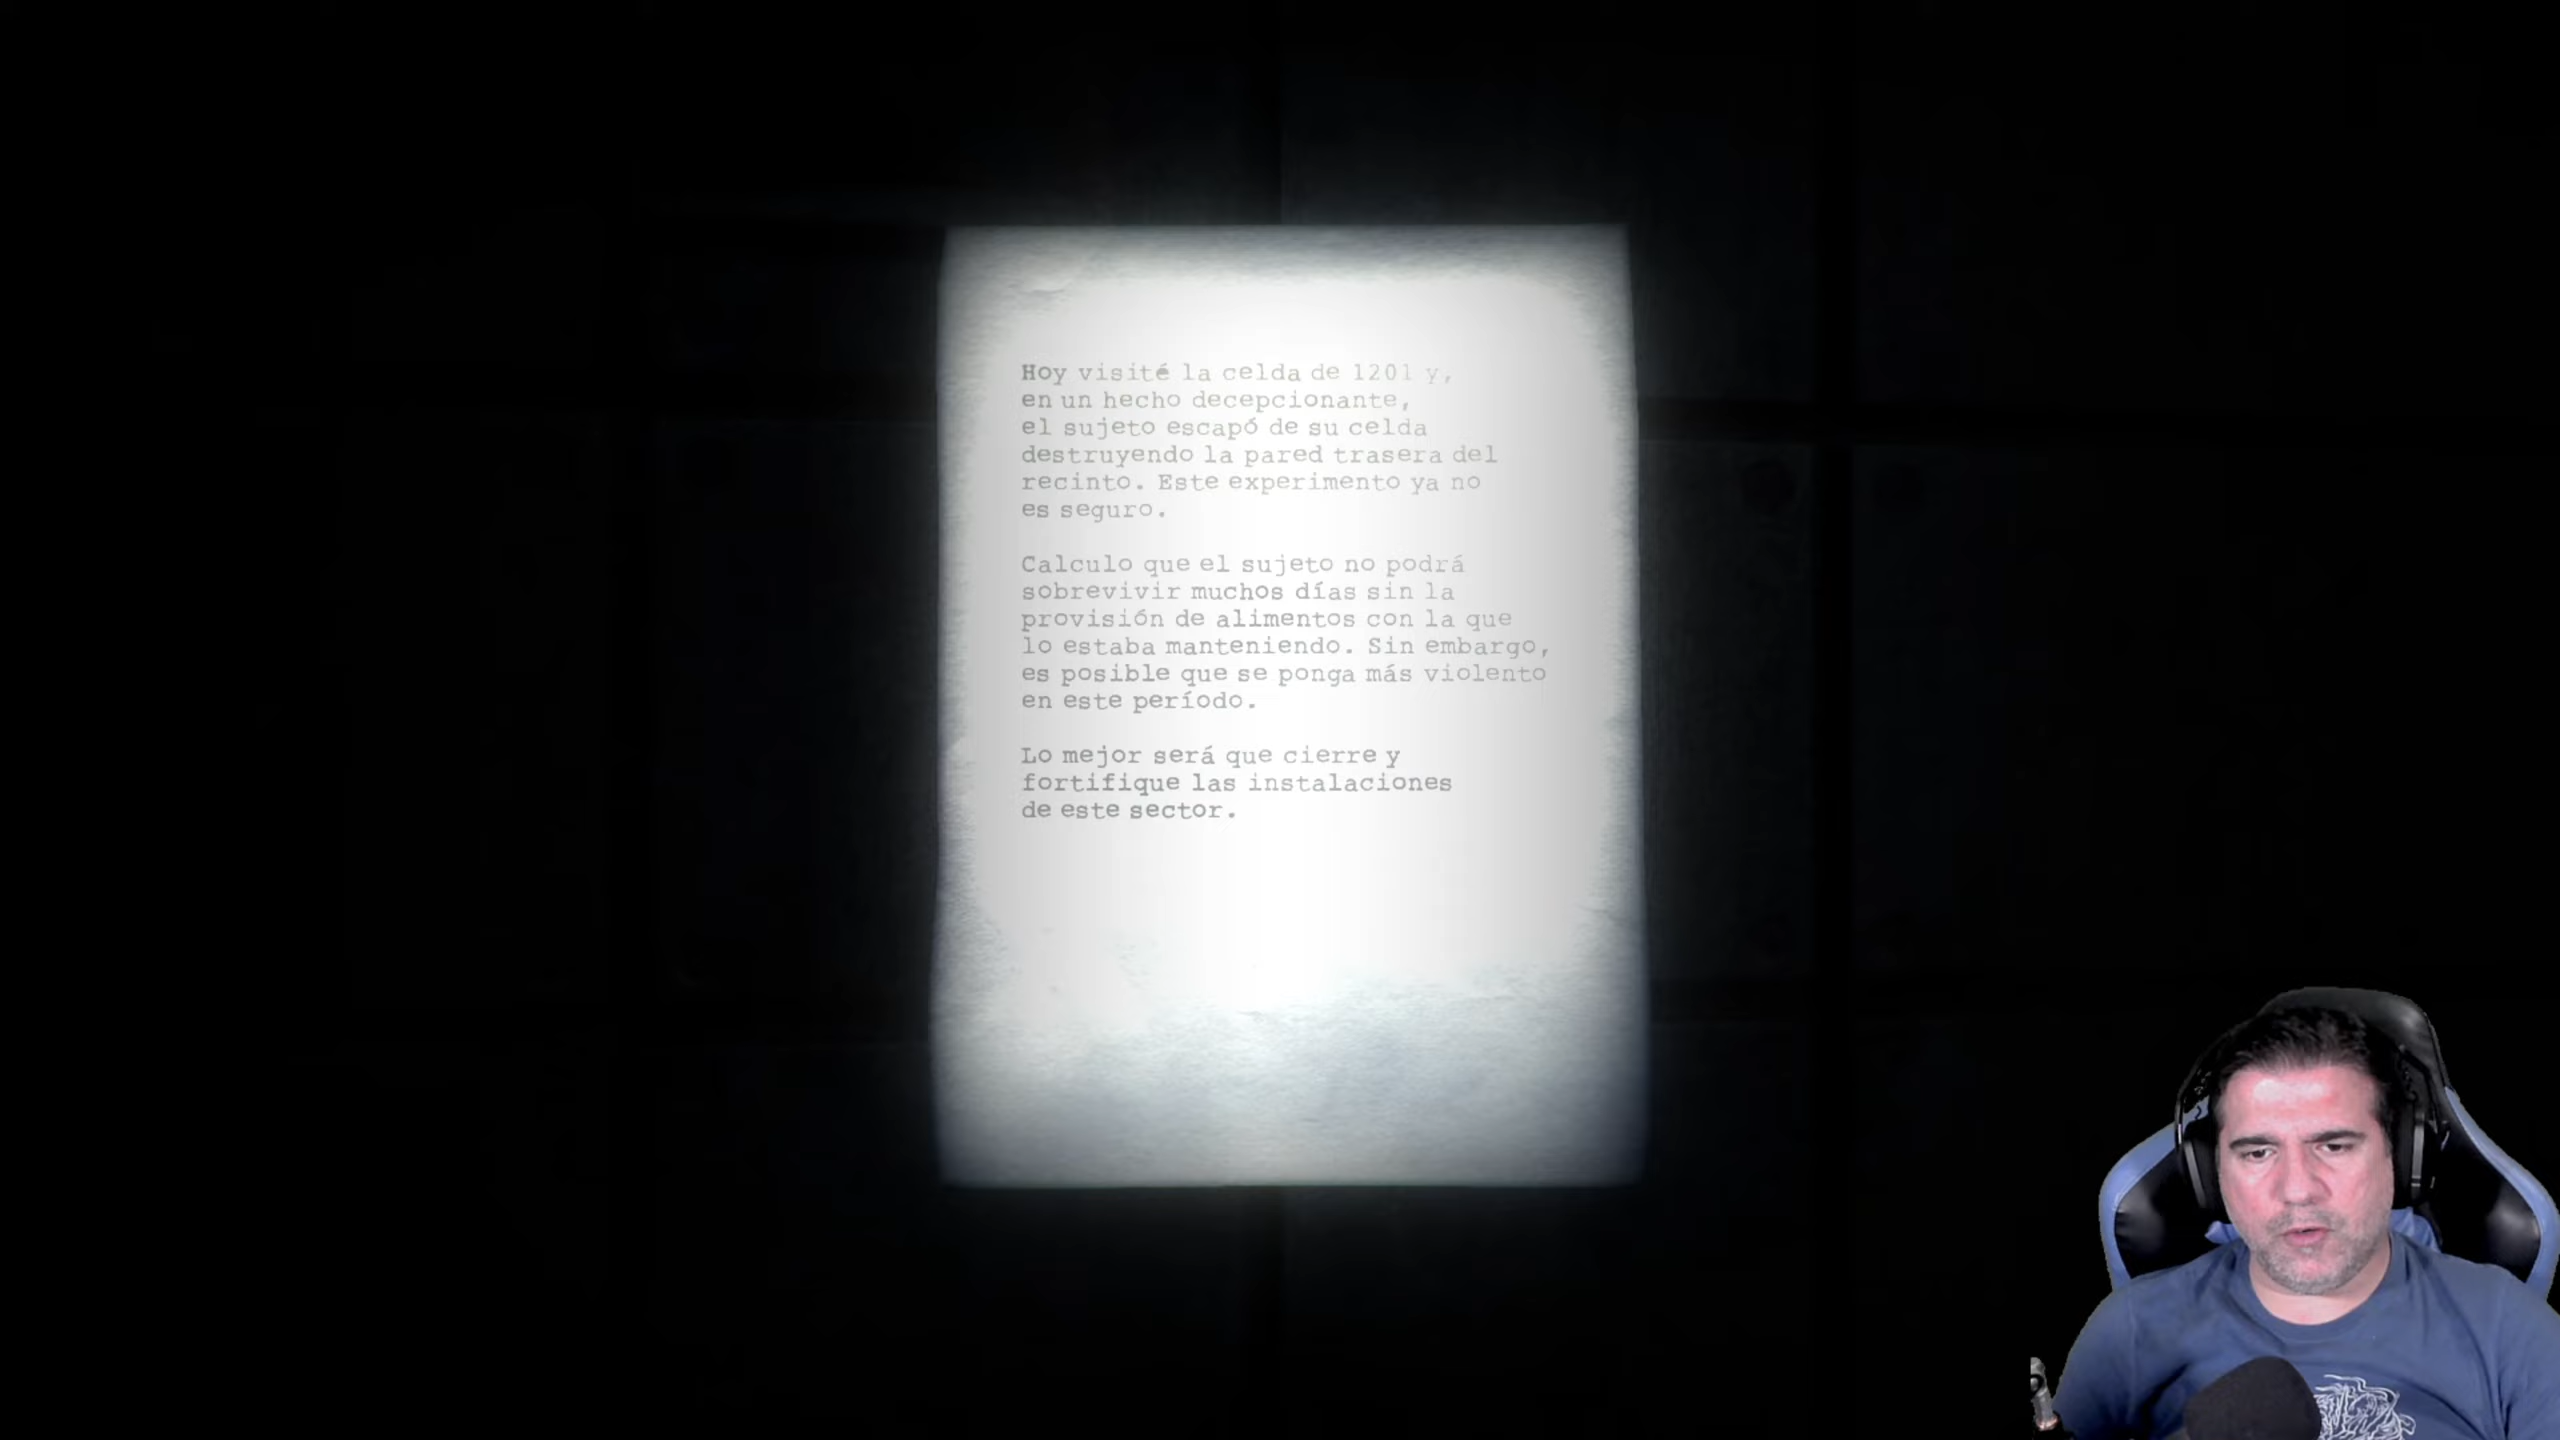 Hoy visité la celda de 1201 y,
en un hecho decepcionante,
el sujeto escapó de su celda
destruyendo la pared trasera del
recinto. Este experimento ya no
es seguro.
Calculo que el sujeto no podrá
sobrevivir muchos días sin la
provisión de alimentos con la que
lo estaba manteniendo. Sin embargo,
es posible que se ponga más violento
en este período.
Lo mejor será que cierre y
fortifique las instalaciones
de este sector.